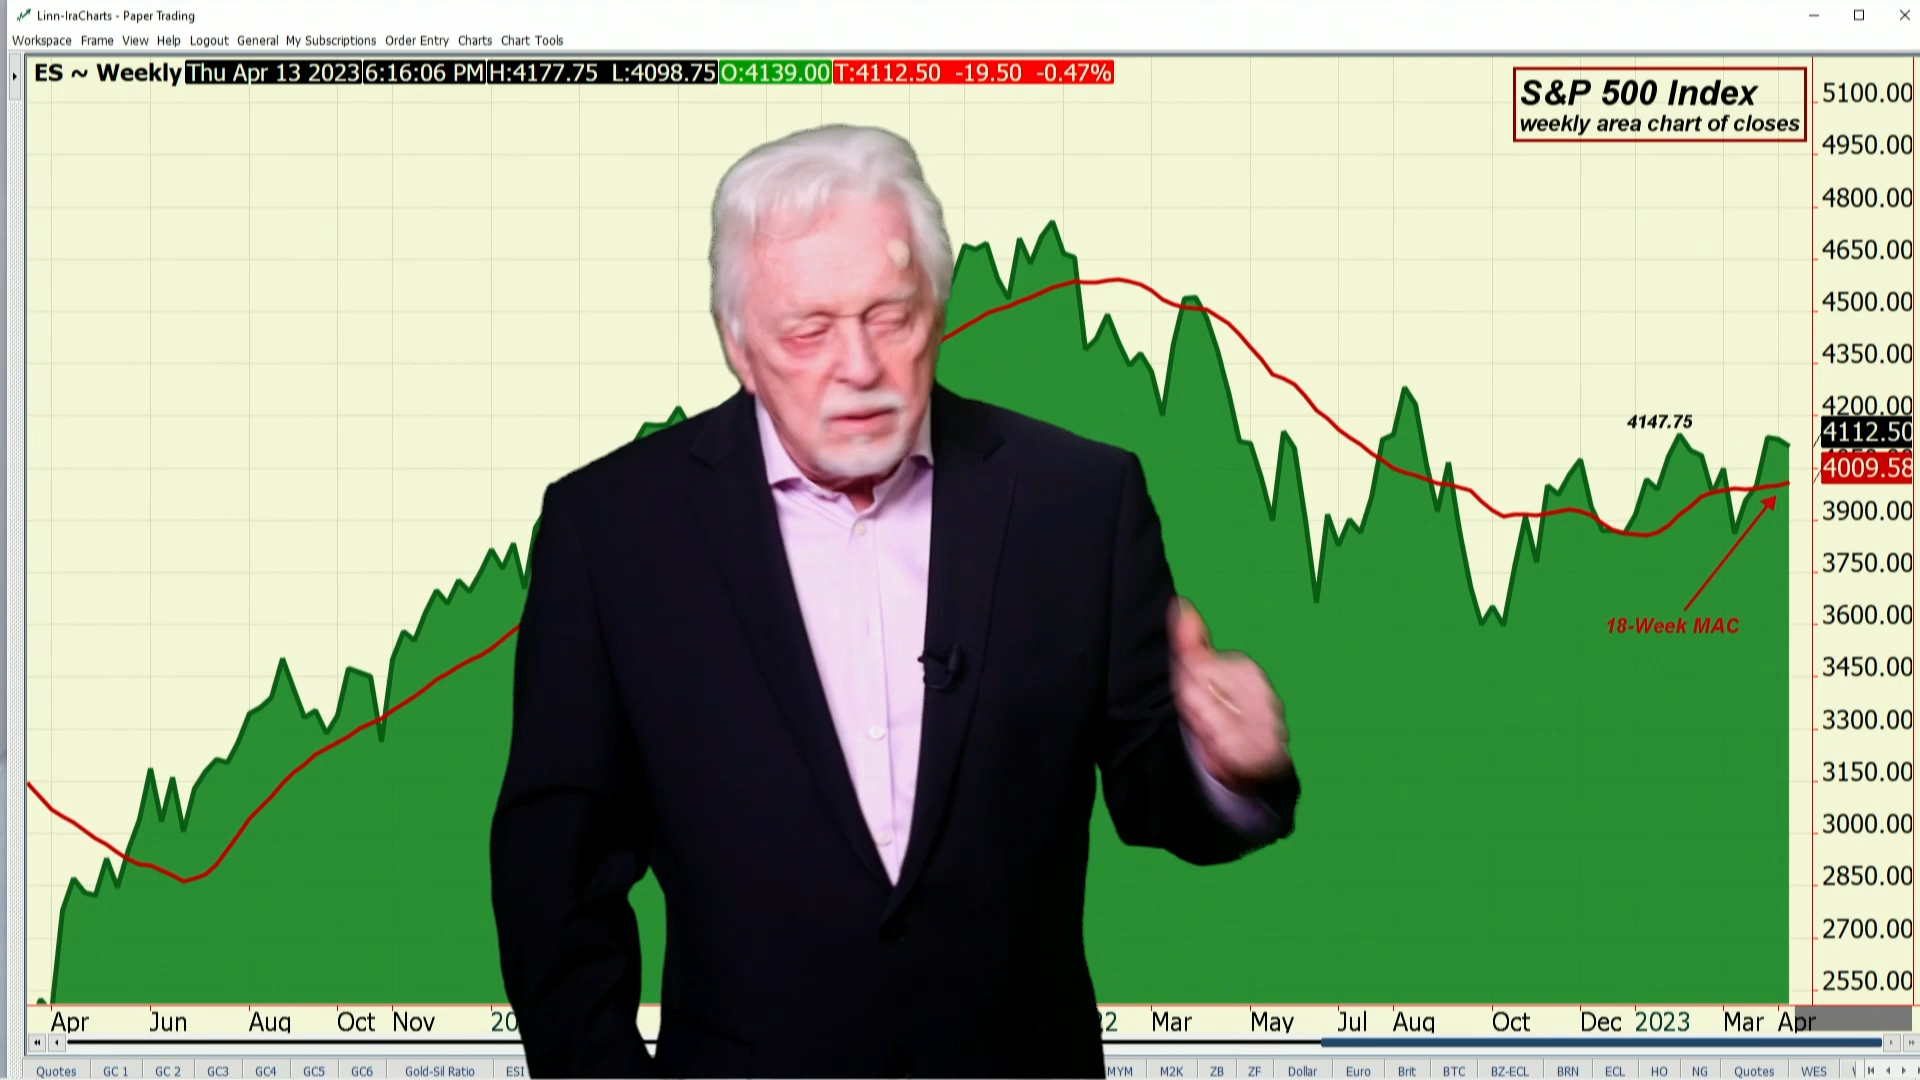 Linn-IraCharts - Paper Trading
Workspace Frame View Help Logout General My Subscriptions Order Entry Charts Chart Tools
ES ~ Weekly Thu Apr 13 2023 6:16:06 PM H:4177.75 L:4098.75 O:4139.00 T:4112.50 -19.50 -0.47%
S&P 500 Index
weekly area chart of closes
5100.00
4950.00
4800.00
4650.00
4500.00
4350.00
4200.00
4147.75
4112.50
4009.58
3900.00
3750.00
3600.00
18-Week MAC
3450.00
3300.00
3150.00
3000.00
2850.00
2700.00
2550.00
Apr Jun Aug Oct Nov 20 2 Mar May Jul Aug Oct Dec 2023 Mar Apr
Quotes GC 1 GC 2 GC3 GC4 GC5 GC6 Gold-Sil Ratio ESI MYM M2K ZB ZF Dollar Euro Brit BTC BZ-ECL BRN ECL HO NG Quotes WES